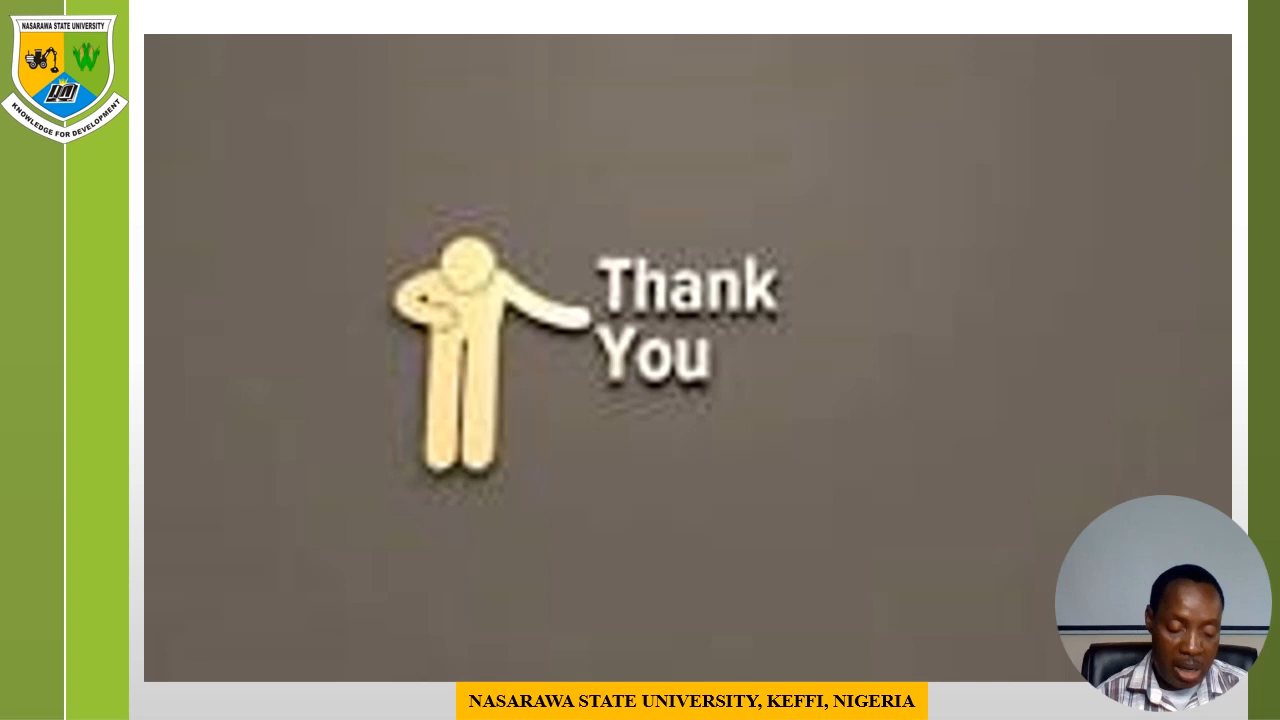 NASARAWA STATE UNIVERSITY
KNOWLEDGE FOR DEVELOPMENT
Thank
You
NASARAWA STATE UNIVERSITY, KEFFI, NIGERIA